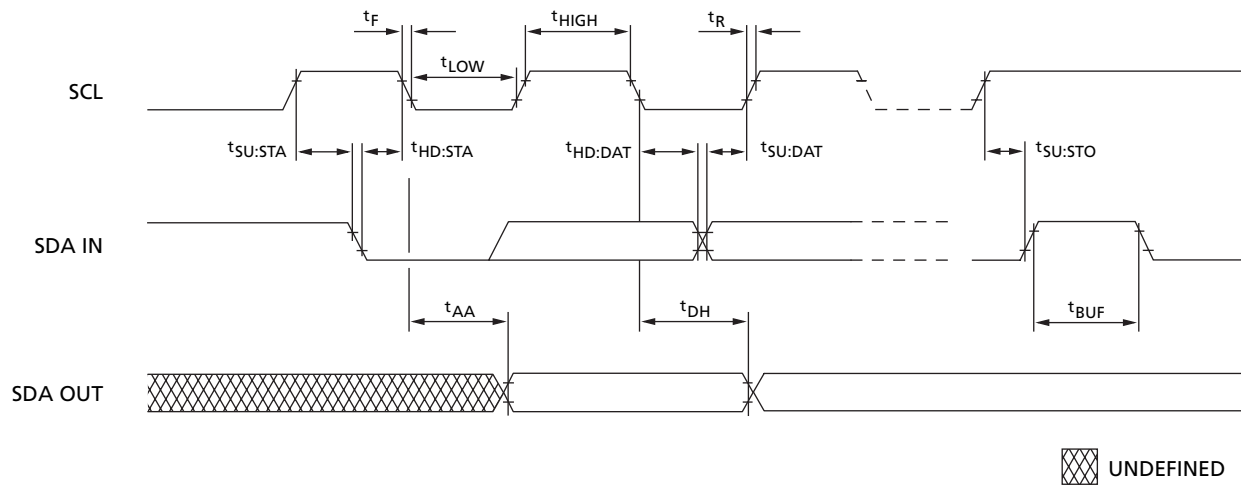 tF
tHIGH
tR
tLOW
SCL
tSU:STA
tHD:STA
tHD:DAT
tSU:DAT
tSU:STO
SDA IN
tAA
tDH
tBUF
SDA OUT
UNDEFINED